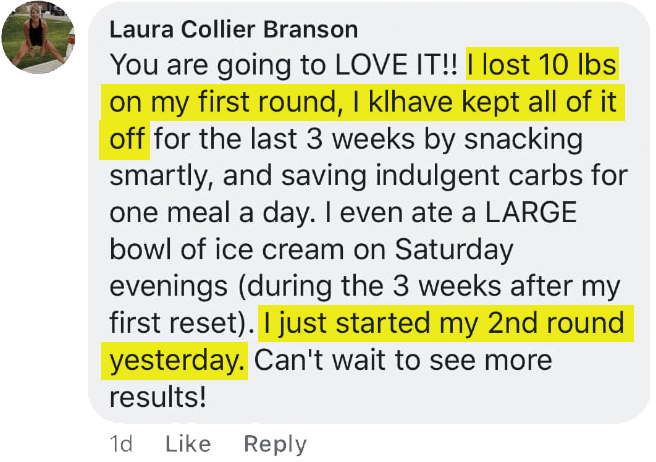 Laura Collier Branson
You are going to LOVE IT!! I lost 10 lbs
on my first round, I klhave kept all of it
off for the last 3 weeks by snacking
smartly, and saving indulgent carbs for
one meal a day. I even ate a LARGE
bowl of ice cream on Saturday
evenings (during the 3 weeks after my
first reset). I just started my 2nd round
yesterday. Can't wait to see more
results!
1d Like Reply